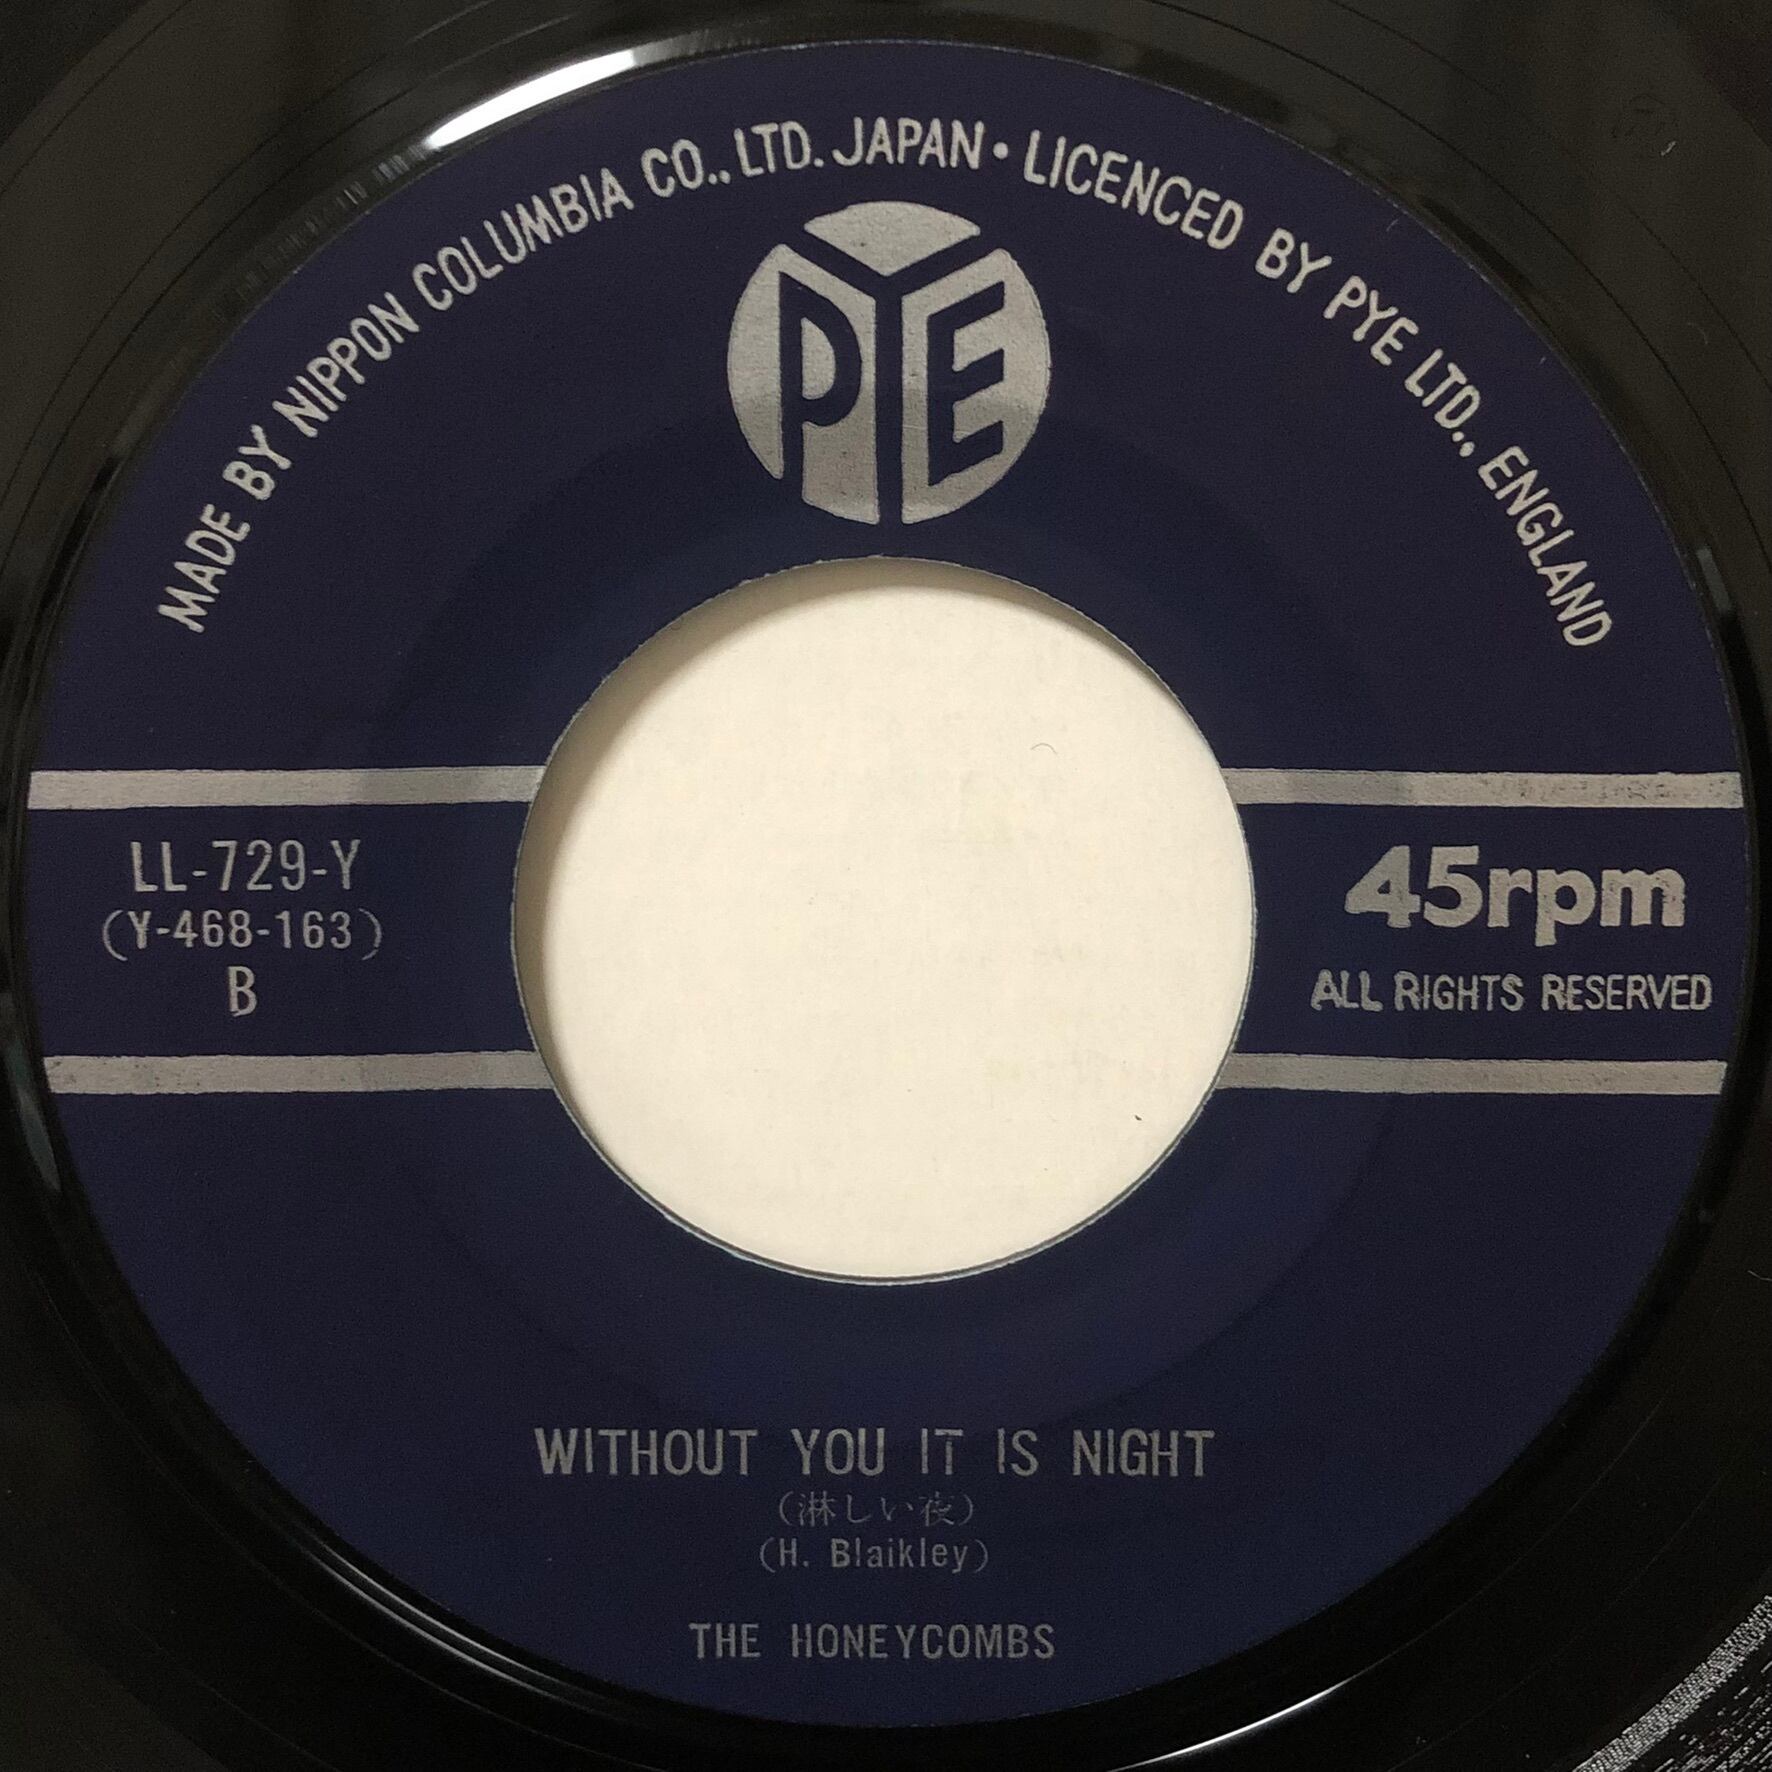 MADE BY NIPPON COLUMBIA CO., LTD. JAPAN • LICENCED BY PYE LTD., ENGLAND
PYE
LL-729-Y
(Y-468-163)
B
45rpm
ALL RIGHTS RESERVED
WITHOUT YOU IT IS NIGHT
(淋しい夜)
(H. Blaikley)
THE HONEYCOMBS